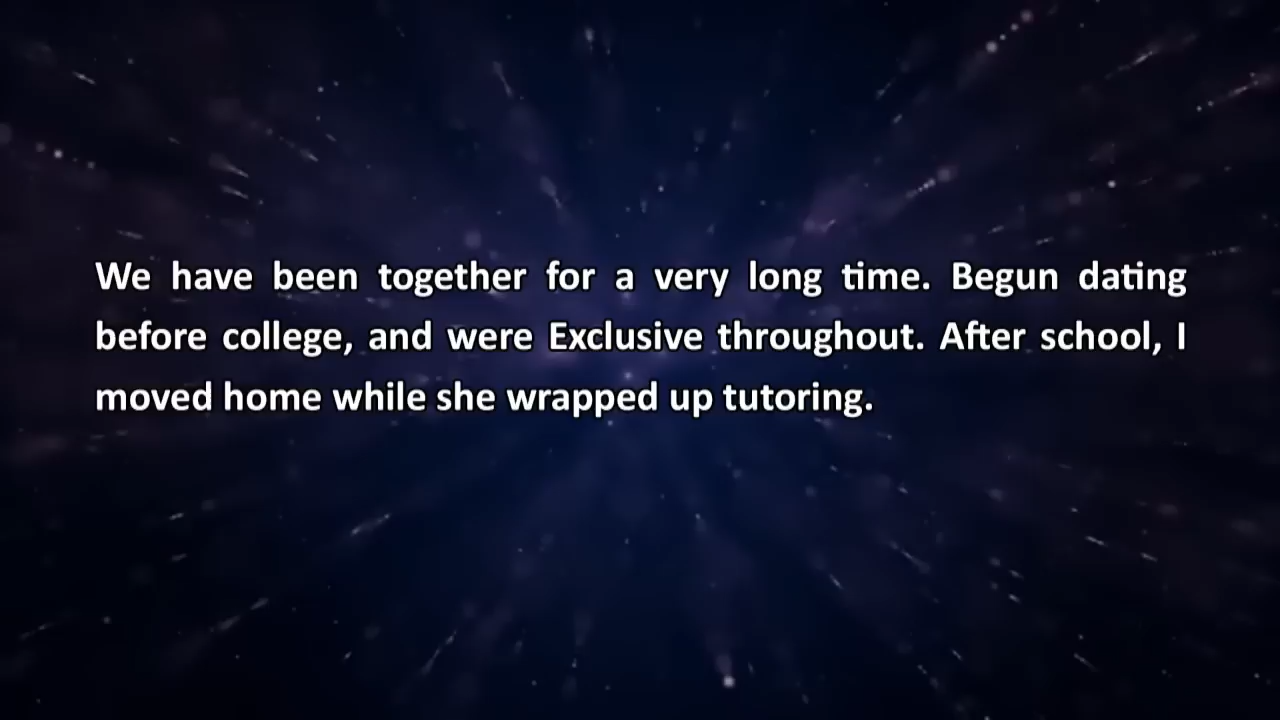 We have been together for a very long time. Begun dating
before college, and were Exclusive throughout. After school, I
moved home while she wrapped up tutoring.